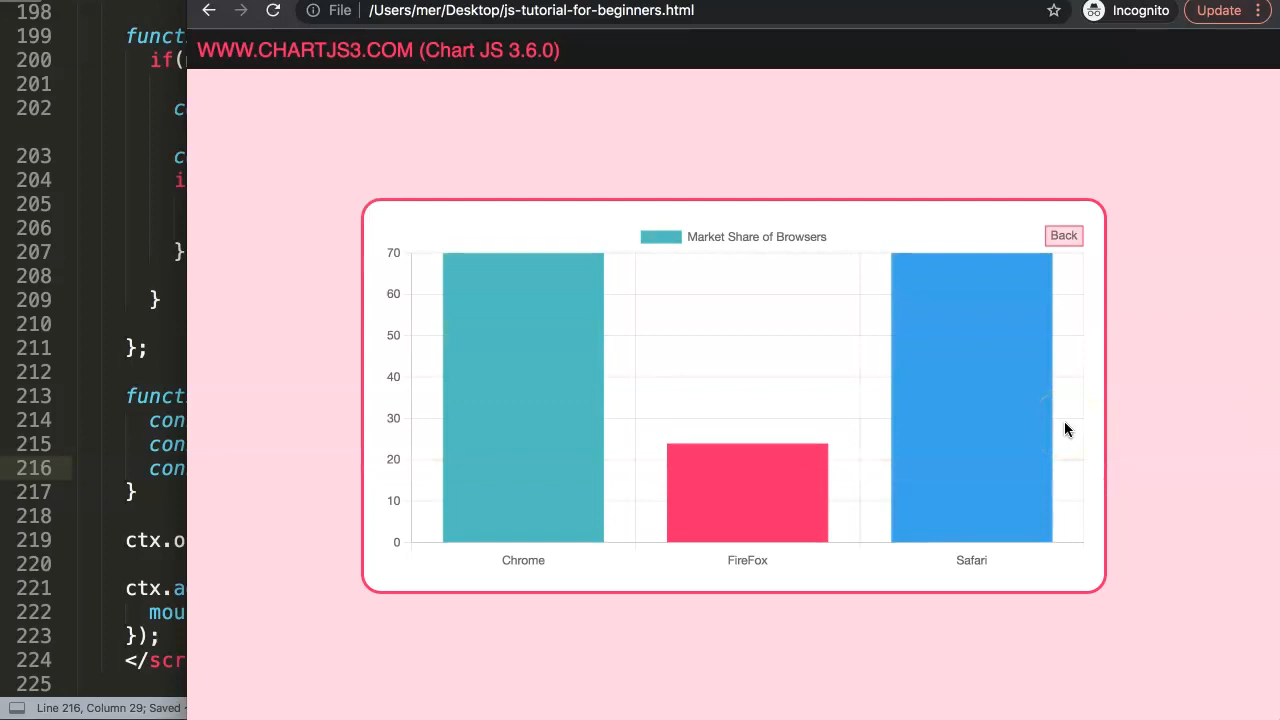 File /Users/mer/Desktop/js-tutorial-for-beginners.html Incognito Update
WWW.CHARTJS3.COM (Chart JS 3.6.0)
198
199 functi
200 if(
201
202 c
203 c
204 i
205
206
207 }
208
209 }
210
211 };
212
213 functi
214 con
215 con
216 con
217 }
218
219 ctx.o
220
221 ctx.a
222 mou
223 });
224 </scr
225
Line 216, Column 29; Saved
Market Share of Browsers
Back
70
60
50
40
30
20
10
0
Chrome FireFox Safari